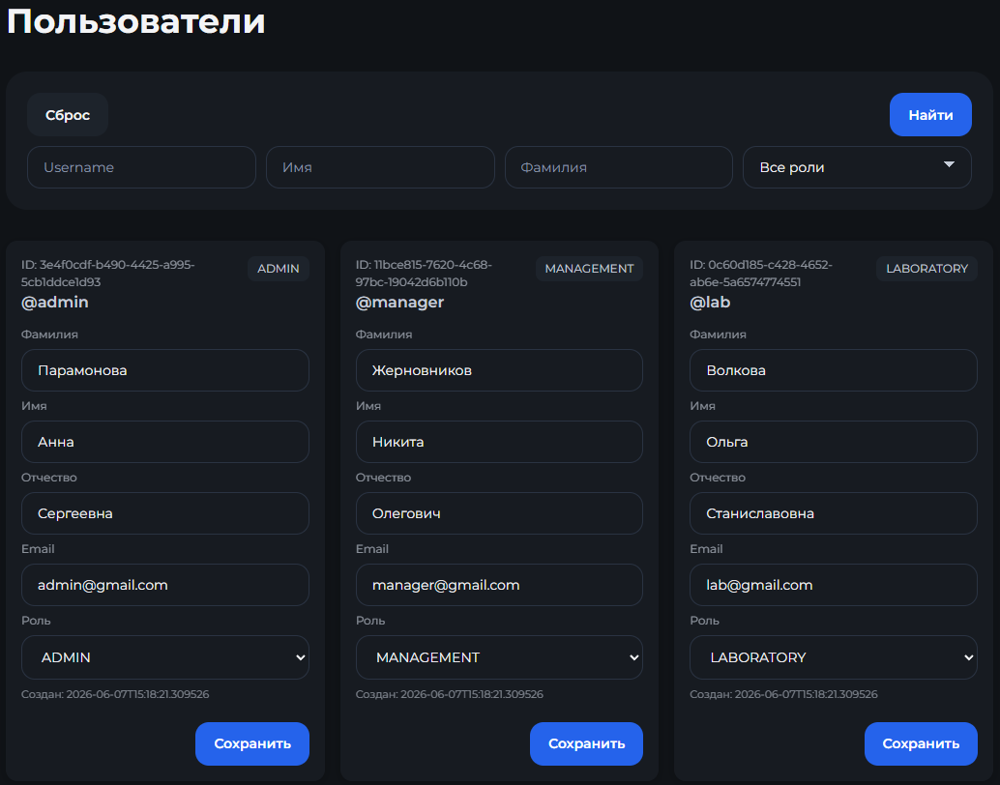 Пользователи
Сброс
Найти
Username
Имя
Фамилия
Все роли
ID: 3e4f0cdf-b490-4425-a995-
5cb1ddce1d93
ADMIN
@admin
Фамилия
Парамонова
Имя
Анна
Отчество
Сергеевна
Email
admin@gmail.com
Роль
ADMIN
Создан: 2026-06-07T15:18:21.309526
Сохранить
ID: 11bce815-7620-4c68-
97bc-19042d6b110b
MANAGEMENT
@manager
Фамилия
Жерновников
Имя
Никита
Отчество
Олегович
Email
manager@gmail.com
Роль
MANAGEMENT
Создан: 2026-06-07T15:18:21.309526
Сохранить
ID: 0c60d185-c428-4652-
ab6e-5a6574774551
LABORATORY
@lab
Фамилия
Волкова
Имя
Ольга
Отчество
Станиславовна
Email
lab@gmail.com
Роль
LABORATORY
Создан: 2026-06-07T15:18:21.309526
Сохранить